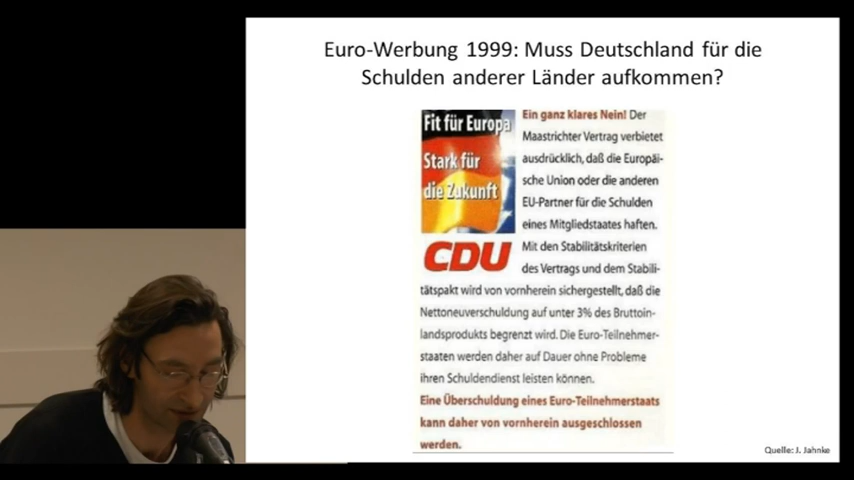 Euro-Werbung 1999: Muss Deutschland für die
Schulden anderer Länder aufkommen?
Fit für Europa
Stark für
die Zukunft
CDU
Ein ganz klares Nein! Der
Maastrichter Vertrag verbietet
ausdrücklich, daß die Europäi-
sche Union oder die anderen
EU-Partner für die Schulden
eines Mitgliedstaates haften.
Mit den Stabilitätskriterien
des Vertrags und dem Stabili-
tätspakt wird von vornherein sichergestellt, daß die
Nettoneuverschuldung auf unter 3% des Bruttoin-
landsprodukts begrenzt wird. Die Euro-Teilnehmer-
staaten werden daher auf Dauer ohne Probleme
ihren Schuldendienst leisten können.
Eine Überschuldung eines Euro-Teilnehmerstaats
kann daher von vornherein ausgeschlossen
werden.
Quelle: J. Jahnke